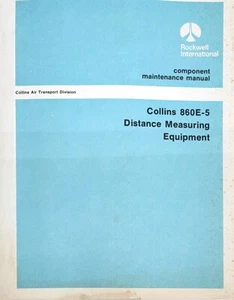 Rockwell
International
component
maintenance manual
Collins Air Transport Division
Collins 860E-5
Distance Measuring
Equipment